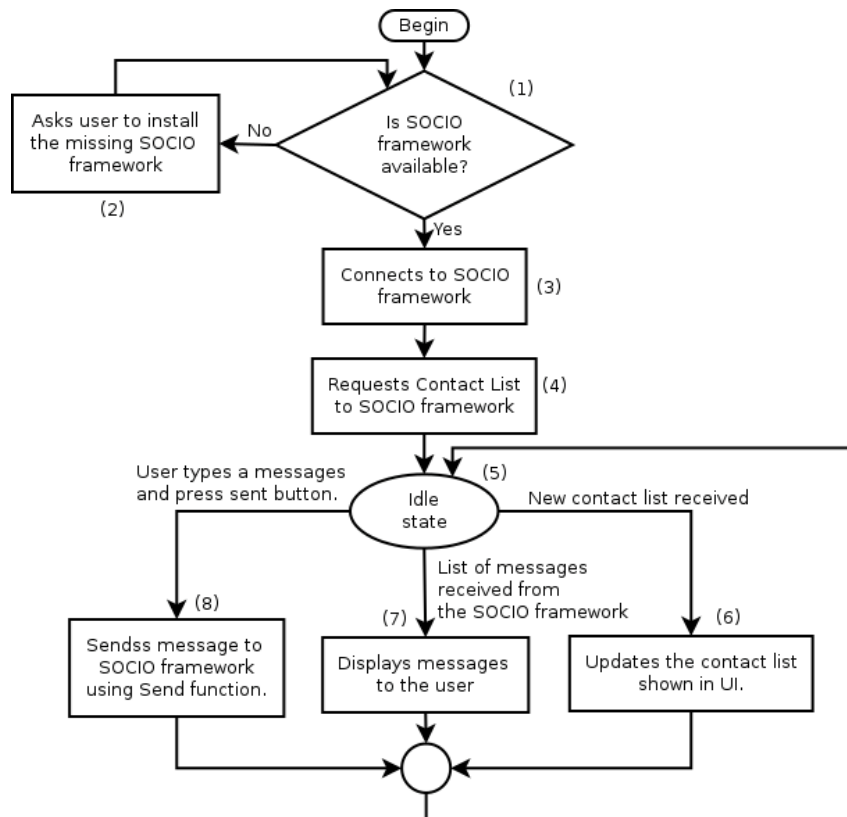 Begin
(1)
Is SOCIO
framework
available?
No
Asks user to install
the missing SOCIO
framework
(2)
Yes
Connects to SOCIO
framework
(3)
Requests Contact List
to SOCIO framework
(4)
(5)
Idle
state
User types a messages
and press sent button.
New contact list received
List of messages
received from
the SOCIO framework
(8)
Sendss message to
SOCIO framework
using Send function.
(7)
Displays messages
to the user
(6)
Updates the contact list
shown in UI.